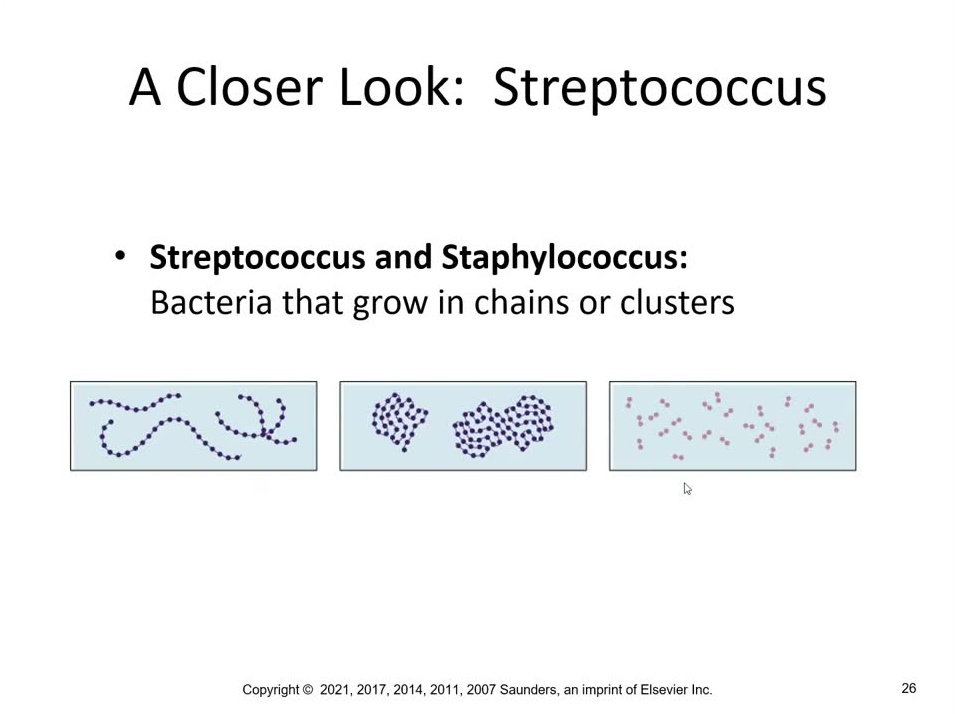 A Closer Look: Streptococcus
• Streptococcus and Staphylococcus:
Bacteria that grow in chains or clusters
Copyright © 2021, 2017, 2014, 2011, 2007 Saunders, an imprint of Elsevier Inc.
26